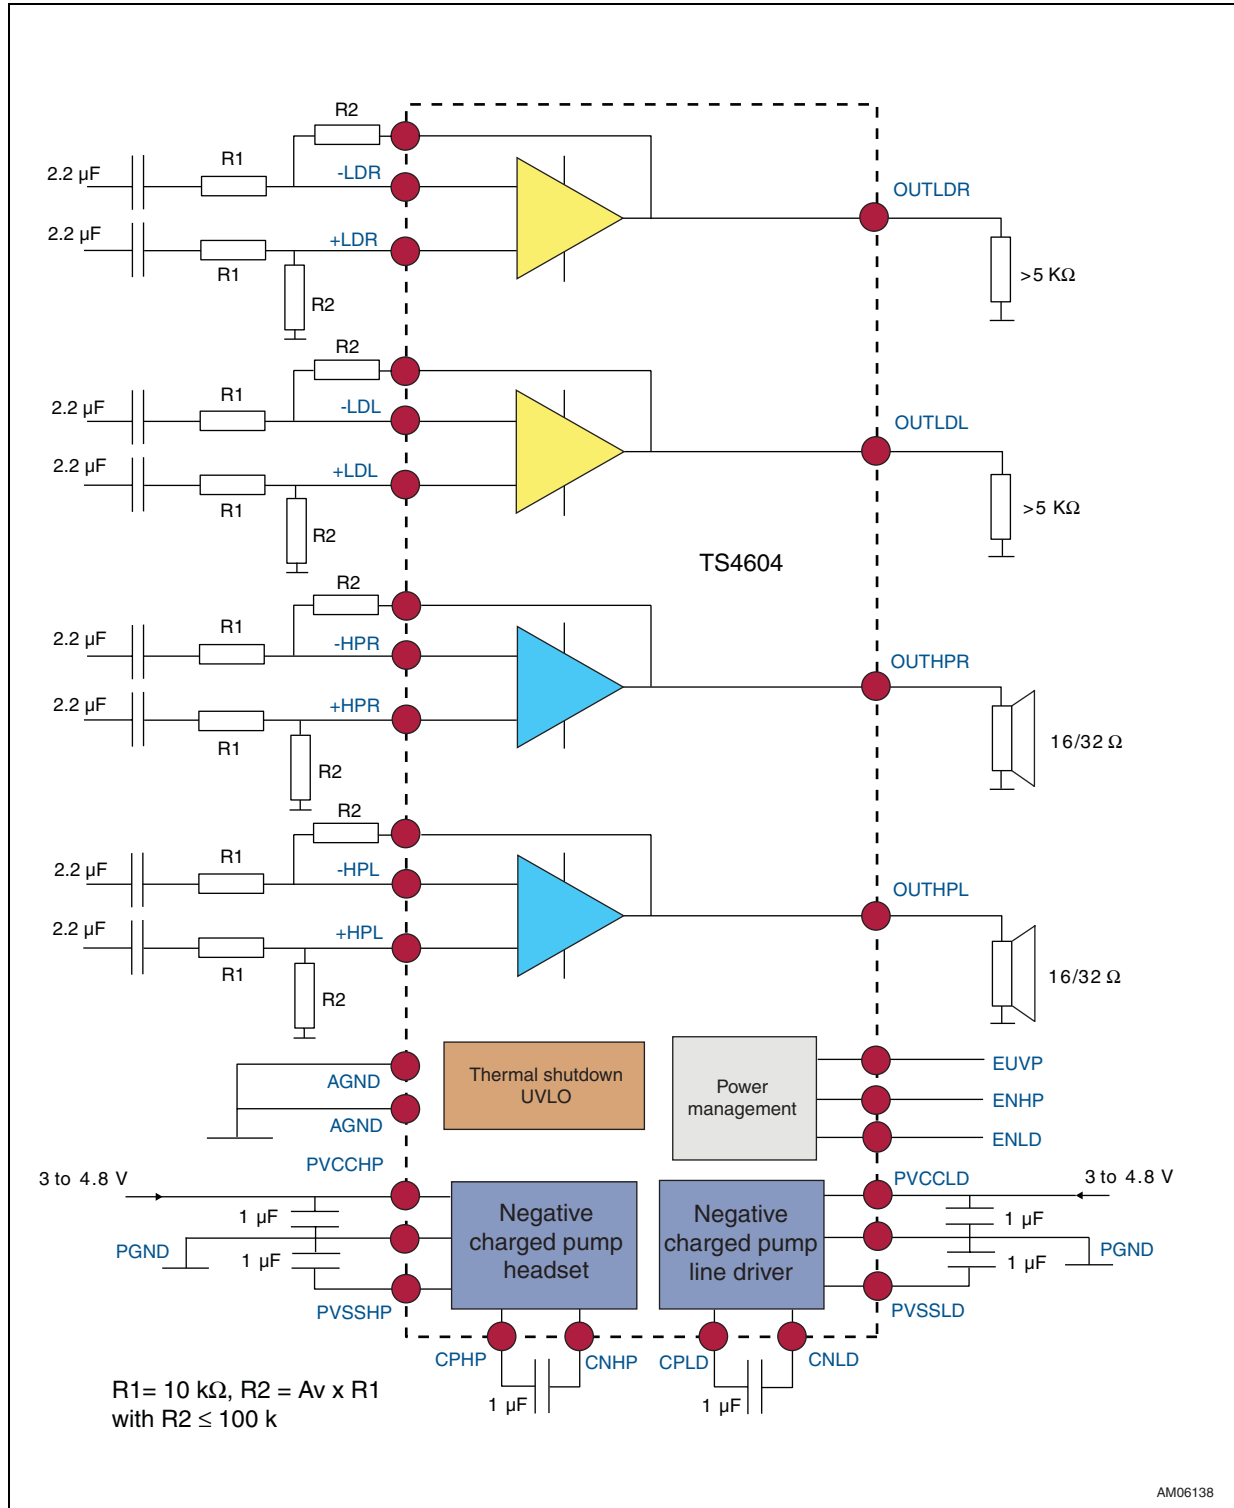 R2
R1
2.2 µF
-LDR
OUTLDR
2.2 µF
+LDR
R1
R2
>5 KΩ
R2
R1
2.2 µF
-LDL
OUTLDL
2.2 µF
+LDL
R1
R2
>5 KΩ
TS4604
R2
R1
2.2 µF
-HPR
OUTHPR
2.2 µF
+HPR
R1
R2
16/32 Ω
R2
R1
2.2 µF
-HPL
OUTHPL
2.2 µF
+HPL
R1
R2
16/32 Ω
AGND
AGND
Thermal shutdown
UVLO
Power
management
EUVP
ENHP
ENLD
PVCCHP
3 to 4.8 V
PVCCLD
3 to 4.8 V
1 µF
1 µF
PGND
1 µF
Negative
charged pump
headset
Negative
charged pump
line driver
PGND
1 µF
PVSSHP
PVSSLD
CPHP
CNHP
CPLD
CNLD
1 µF
1 µF
R1= 10 kΩ, R2 = Av x R1
with R2 ≤ 100 k
AM06138